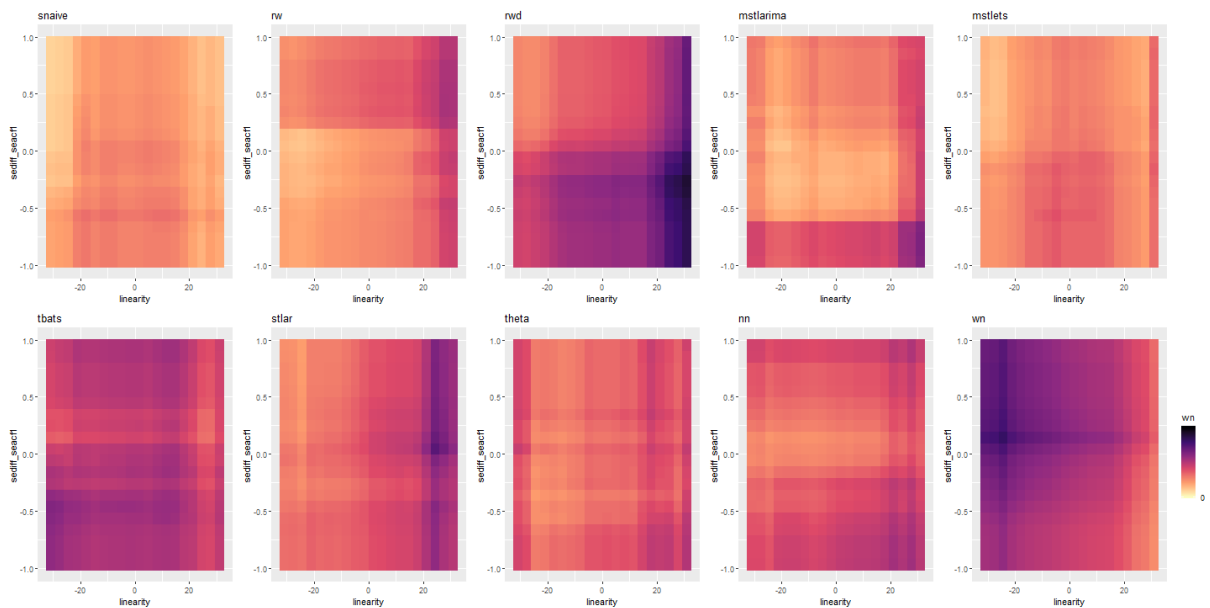 snaive
rw
rwd
mstlarima
mstlets
1.0
0.5
0.0
-0.5
-1.0
sediff_seacf1
-20
0
20
linearity
1.0
0.5
0.0
-0.5
-1.0
sediff_seacf1
-20
0
20
linearity
1.0
0.5
0.0
-0.5
-1.0
sediff_seacf1
-20
0
20
linearity
1.0
0.5
0.0
-0.5
-1.0
sediff_seacf1
-20
0
20
linearity
1.0
0.5
0.0
-0.5
-1.0
sediff_seacf1
-20
0
20
linearity
tbats
stlar
theta
nn
wn
1.0
0.5
0.0
-0.5
-1.0
sediff_seacf1
-20
0
20
linearity
1.0
0.5
0.0
-0.5
-1.0
sediff_seacf1
-20
0
20
linearity
1.0
0.5
0.0
-0.5
-1.0
sediff_seacf1
-20
0
20
linearity
1.0
0.5
0.0
-0.5
-1.0
sediff_seacf1
-20
0
20
linearity
1.0
0.5
0.0
-0.5
-1.0
sediff_seacf1
-20
0
20
linearity
wn
0